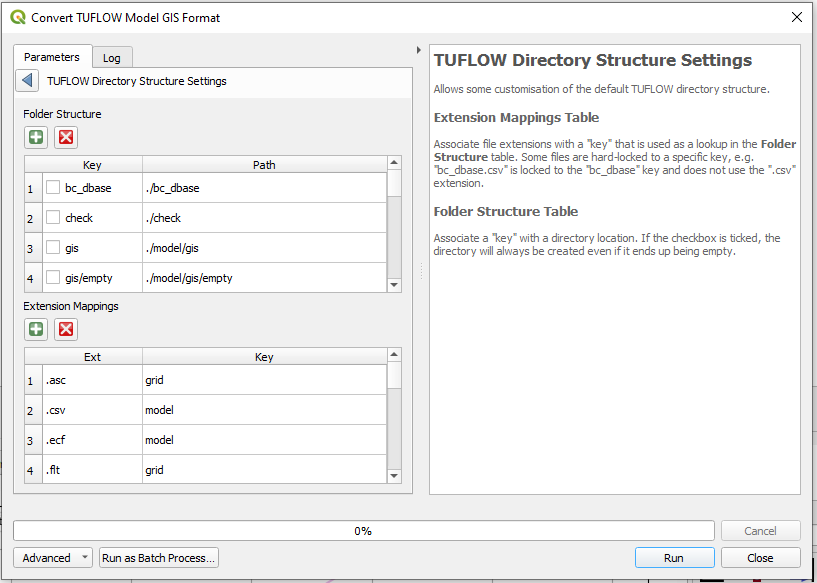 Convert TUFLOW Model GIS Format
Parameters
Log
TUFLOW Directory Structure Settings
Folder Structure
Key Path
1 bc_dbase ./bc_dbase
2 check ./check
3 gis ./model/gis
4 gis/empty ./model/gis/empty
Extension Mappings
Ext Key
1 .asc grid
2 .csv model
3 .ecf model
4 .flt grid
TUFLOW Directory Structure Settings
Allows some customisation of the default TUFLOW directory structure.
Extension Mappings Table
Associate file extensions with a "key" that is used as a lookup in the Folder
Structure table. Some files are hard-locked to a specific key, e.g.
"bc_dbase.csv" is locked to the "bc_dbase" key and does not use the ".csv"
extension.
Folder Structure Table
Associate a "key" with a directory location. If the checkbox is ticked, the
directory will always be created even if it ends up being empty.
0%
Cancel
Advanced
Run as Batch Process...
Run
Close